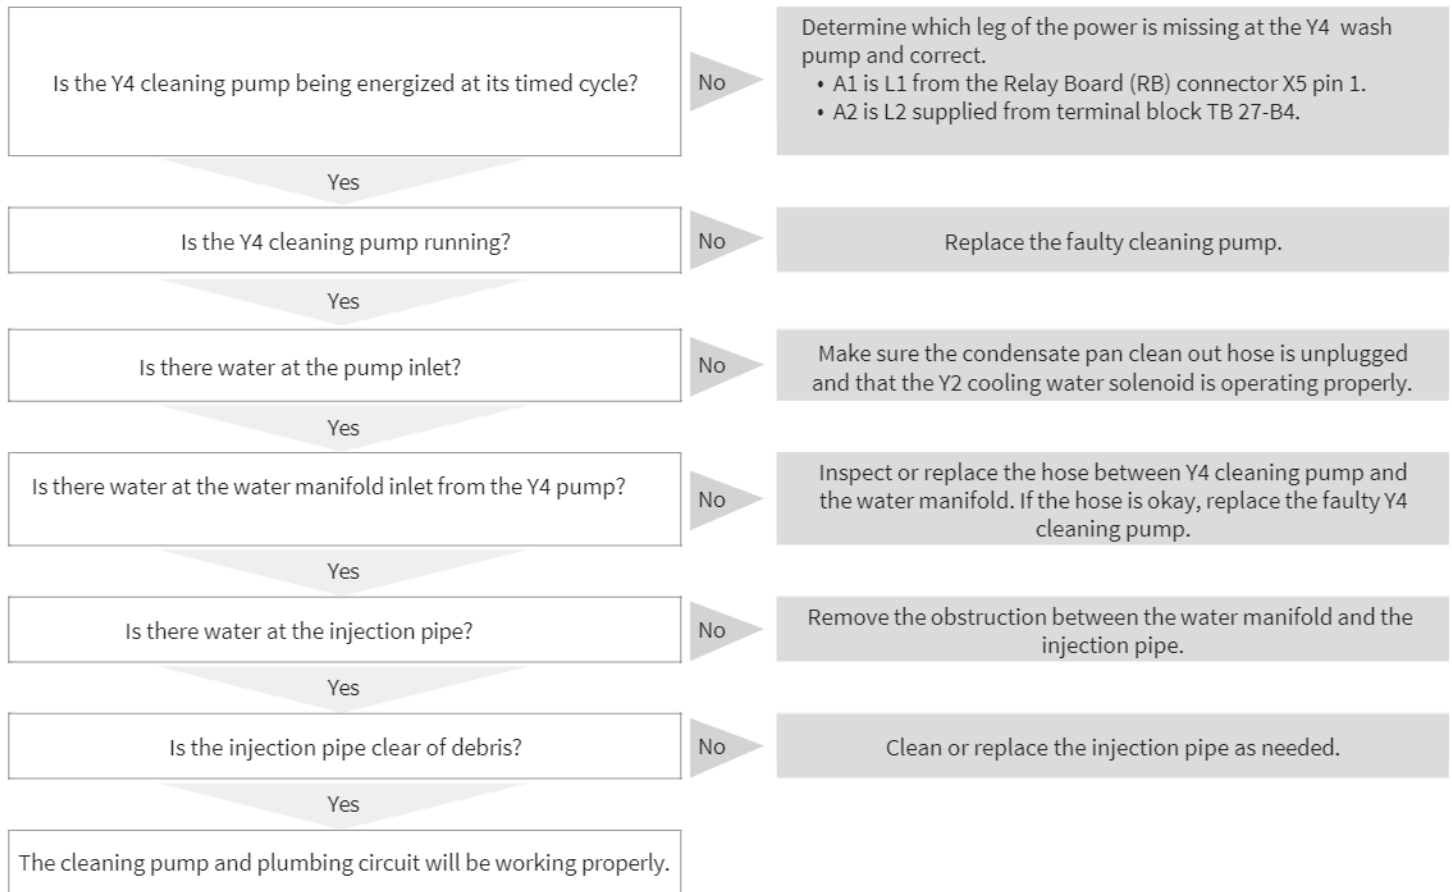 Is the Y4 cleaning pump being energized at its timed cycle?
No
Determine which leg of the power is missing at the Y4 wash
pump and correct.
• A1 is L1 from the Relay Board (RB) connector X5 pin 1.
• A2 is L2 supplied from terminal block TB 27-B4.
Yes
Is the Y4 cleaning pump running?
No
Replace the faulty cleaning pump.
Yes
Is there water at the pump inlet?
No
Make sure the condensate pan clean out hose is unplugged
and that the Y2 cooling water solenoid is operating properly.
Yes
Is there water at the water manifold inlet from the Y4 pump?
No
Inspect or replace the hose between Y4 cleaning pump and
the water manifold. If the hose is okay, replace the faulty Y4
cleaning pump.
Yes
Is there water at the injection pipe?
No
Remove the obstruction between the water manifold and the
injection pipe.
Yes
Is the injection pipe clear of debris?
No
Clean or replace the injection pipe as needed.
Yes
The cleaning pump and plumbing circuit will be working properly.